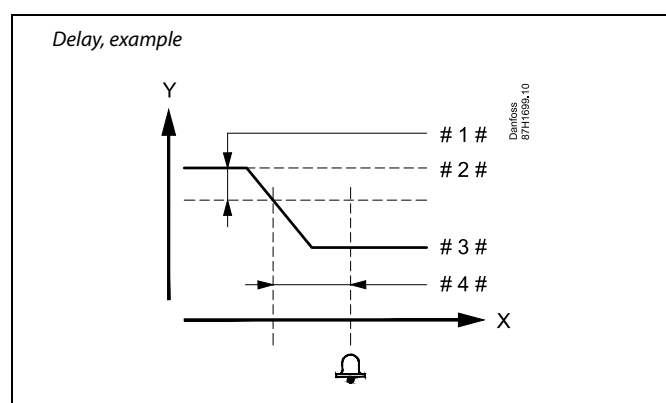 Delay, example
Y
# 1 #
# 2 #
# 3 #
# 4 #
X
Danfoss
87H1699.10